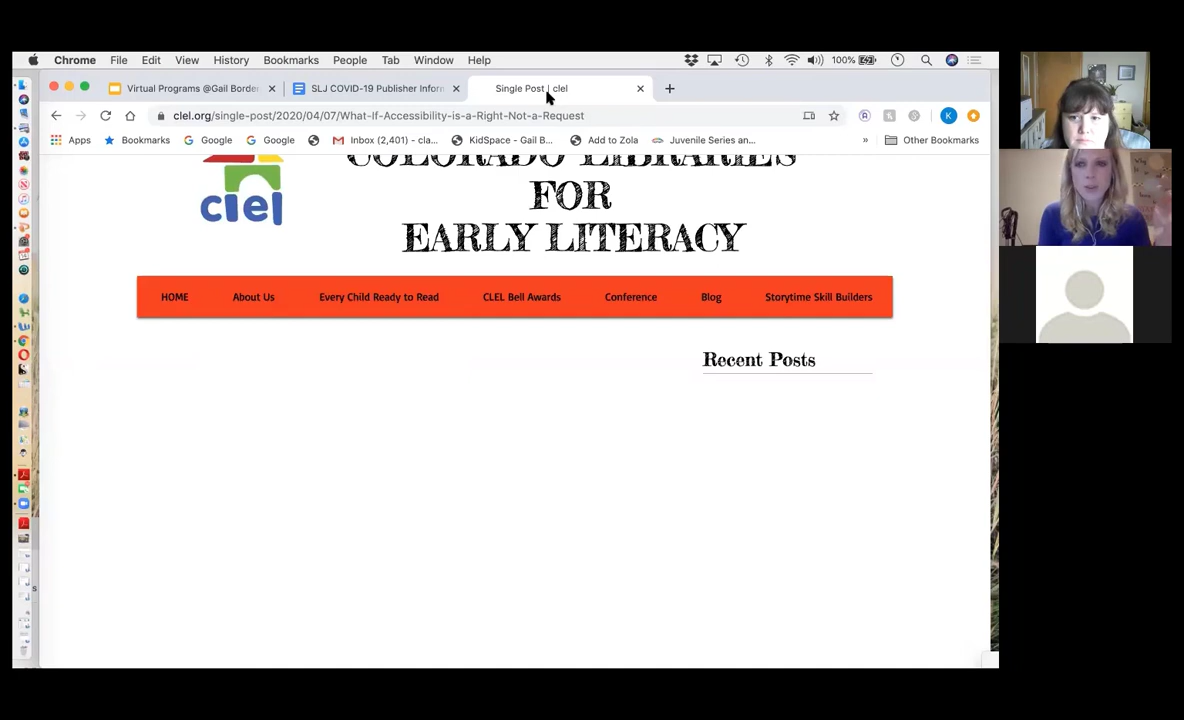 Chrome File Edit View History Bookmarks People Tab Window Help 100%
Virtual Programs @Gail Border
SLJ COVID-19 Publisher Inform
Single Post | clel
clel.org/single-post/2020/04/07/What-If-Accessibility-is-a-Right-Not-a-Request
K
Apps Bookmarks Google Google Inbox (2,401) - cla... KidSpace - Gail B... Add to Zola Juvenile Series an... » Other Bookmarks
COLORADO LIBRARIES
FOR
EARLY LITERACY
clel
HOME About Us Every Child Ready to Read CLEL Bell Awards Conference Blog Storytime Skill Builders
Recent Posts